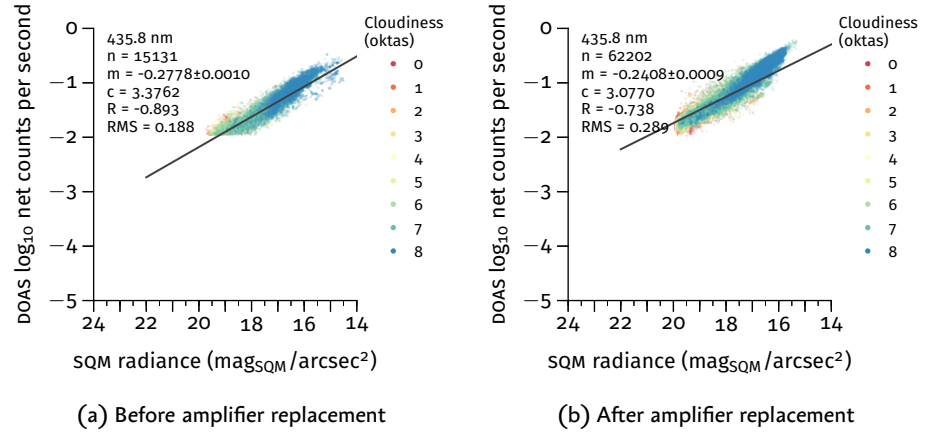 DOAS log₁₀ net counts per second
0
−1
−2
−3
−4
−5
435.8 nm
n = 15131
m = -0.2778±0.0010
c = 3.3762
R = -0.893
RMS = 0.188
24 22 20 18 16 14
SQM radiance (mag_SQM/arcsec²)
Cloudiness
(oktas)
0
1
2
3
4
5
6
7
8
(a) Before amplifier replacement
DOAS log₁₀ net counts per second
0
−1
−2
−3
−4
−5
435.8 nm
n = 62202
m = -0.2408±0.0009
c = 3.0770
R = -0.738
RMS = 0.289
24 22 20 18 16 14
SQM radiance (mag_SQM/arcsec²)
Cloudiness
(oktas)
0
1
2
3
4
5
6
7
8
(b) After amplifier replacement